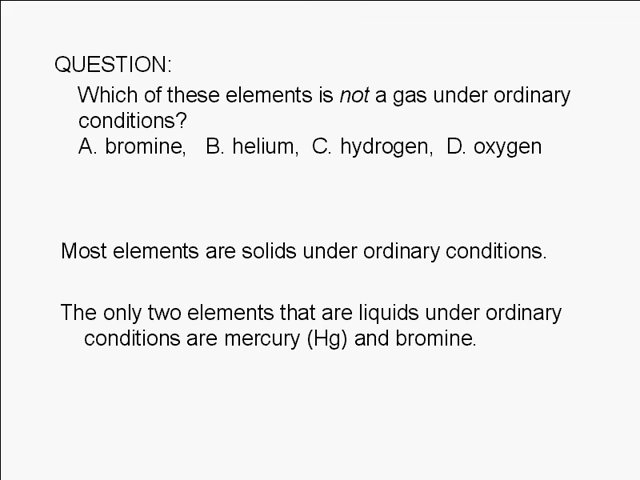 QUESTION:
Which of these elements is not a gas under ordinary
conditions?
A. bromine, B. helium, C. hydrogen, D. oxygen
Most elements are solids under ordinary conditions.
The only two elements that are liquids under ordinary
conditions are mercury (Hg) and bromine.